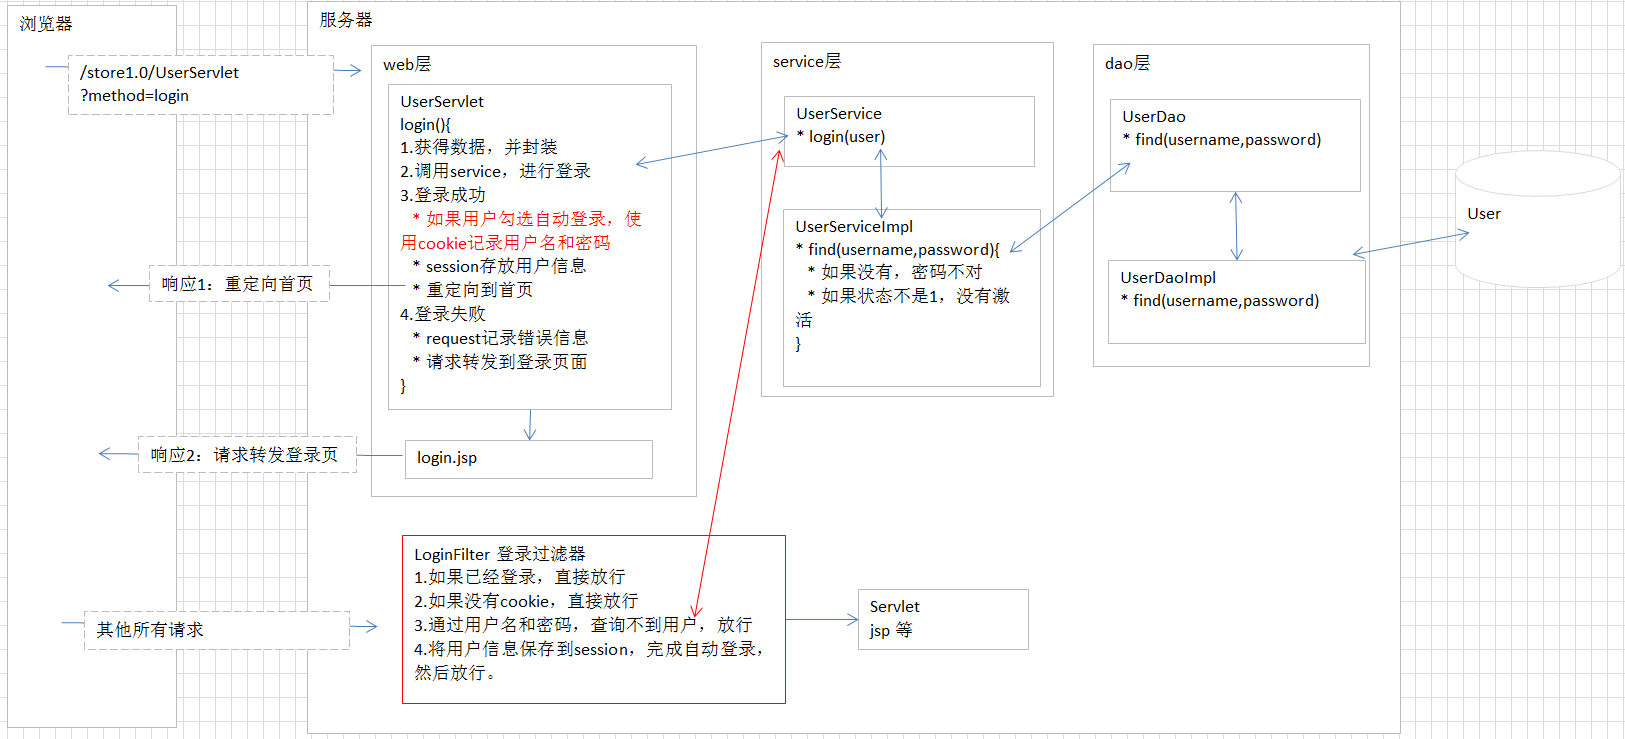 浏览器
/store1.0/UserServlet
?method=login
响应1：重定向首页
响应2：请求转发登录页
其他所有请求
服务器
web层
UserServlet
login(){
1.获得数据，并封装
2.调用service，进行登录
3.登录成功
* 如果用户勾选自动登录，使
用cookie记录用户名和密码
* session存放用户信息
* 重定向到首页
4.登录失败
* request记录错误信息
* 请求转发到登录页面
}
login.jsp
service层
UserService
* login(user)
UserServiceImpl
* find(username,password){
* 如果没有，密码不对
* 如果状态不是1，没有激
活
}
dao层
UserDao
* find(username,password)
UserDaoImpl
* find(username,password)
User
LoginFilter 登录过滤器
1.如果已经登录，直接放行
2.如果没有cookie，直接放行
3.通过用户名和密码，查询不到用户，放行
4.将用户信息保存到session，完成自动登录，
然后放行。
Servlet
jsp 等